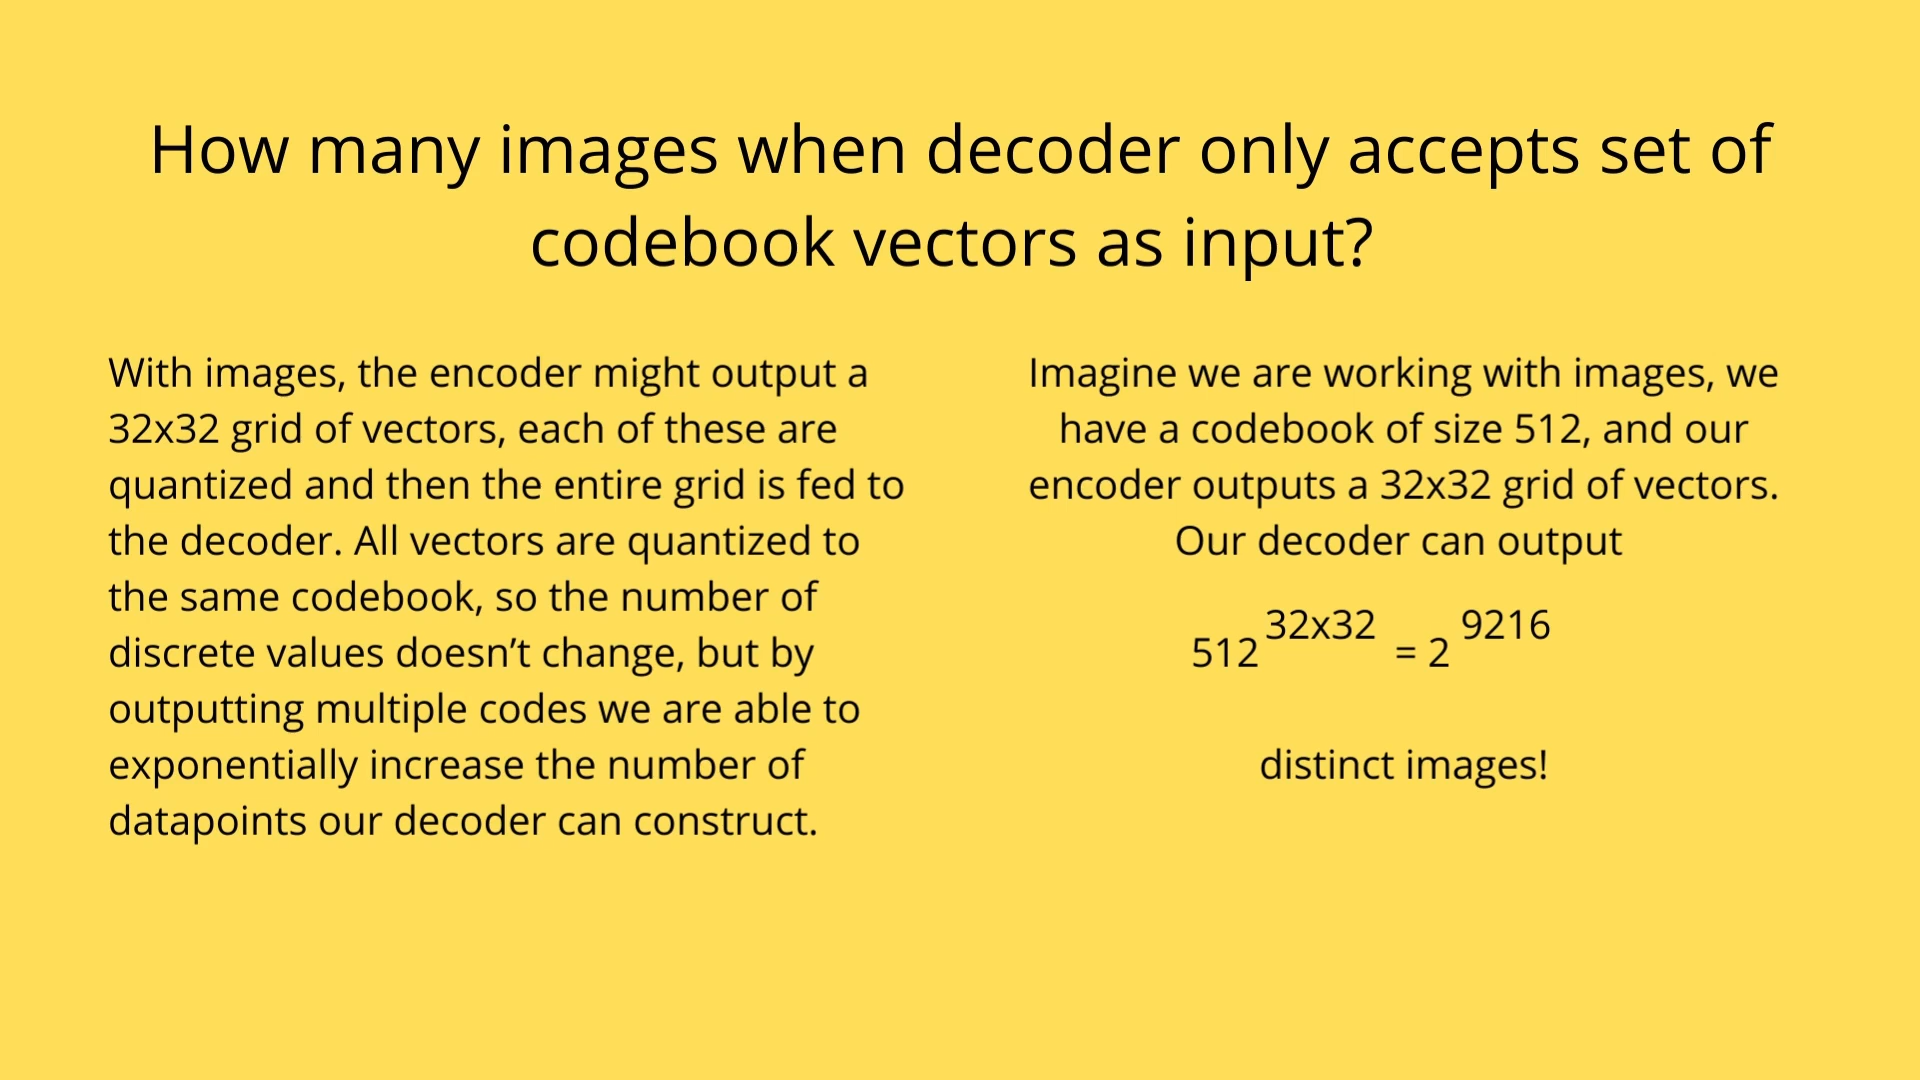 How many images when decoder only accepts set of
codebook vectors as input?
With images, the encoder might output a
32x32 grid of vectors, each of these are
quantized and then the entire grid is fed to
the decoder. All vectors are quantized to
the same codebook, so the number of
discrete values doesn’t change, but by
outputting multiple codes we are able to
exponentially increase the number of
datapoints our decoder can construct.
Imagine we are working with images, we
have a codebook of size 512, and our
encoder outputs a 32x32 grid of vectors.
Our decoder can output
512 32x32 = 2 9216
distinct images!